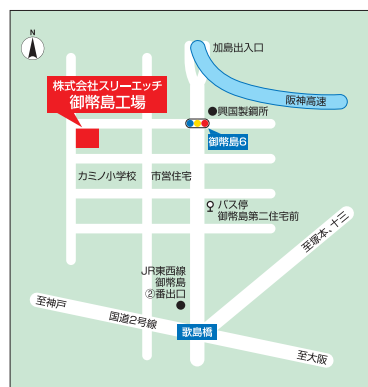 N
加島出入口
阪神高速
株式会社スリーエッチ
御幣島工場
興国製鋼所
御幣島6
カミノ小学校
市営住宅
バス停
御幣島第二住宅前
至塚本、十三
JR東西線
御幣島
②番出口
至神戸
国道2号線
歌島橋
至大阪